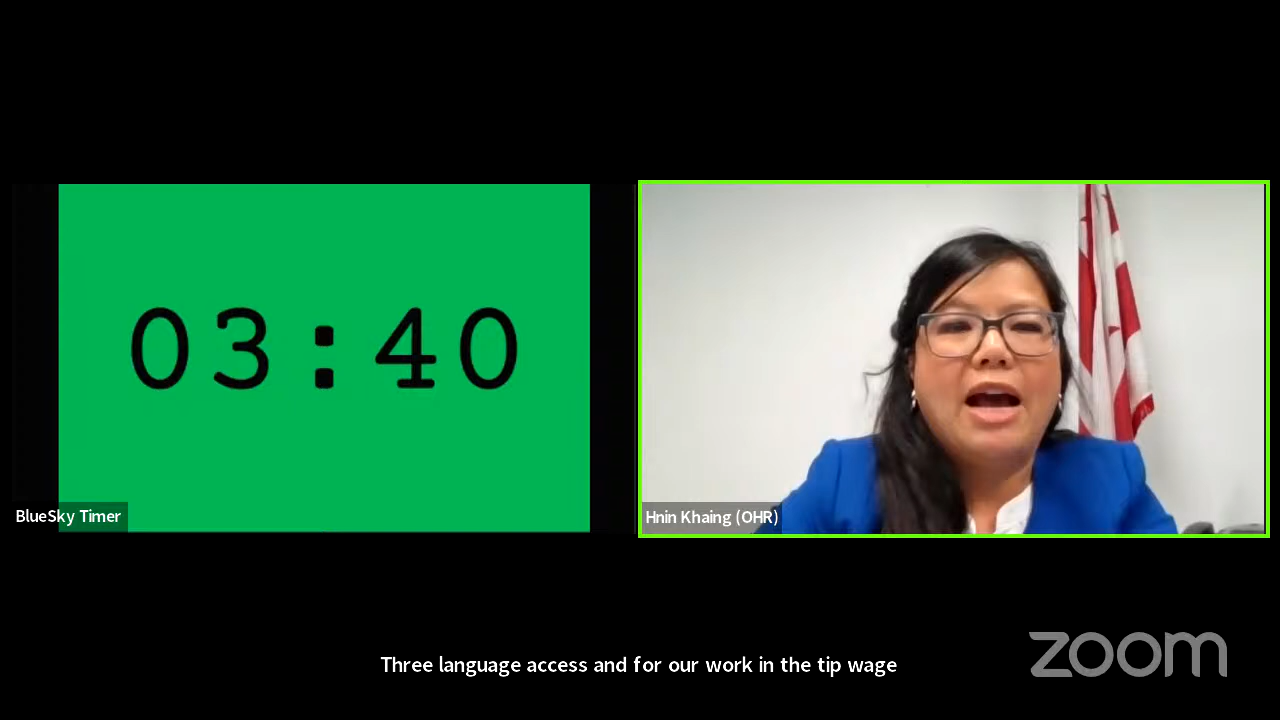 03:40
BlueSky Timer
Hnin Khaing (OHR)
Three language access and for our work in the tip wage
zoom